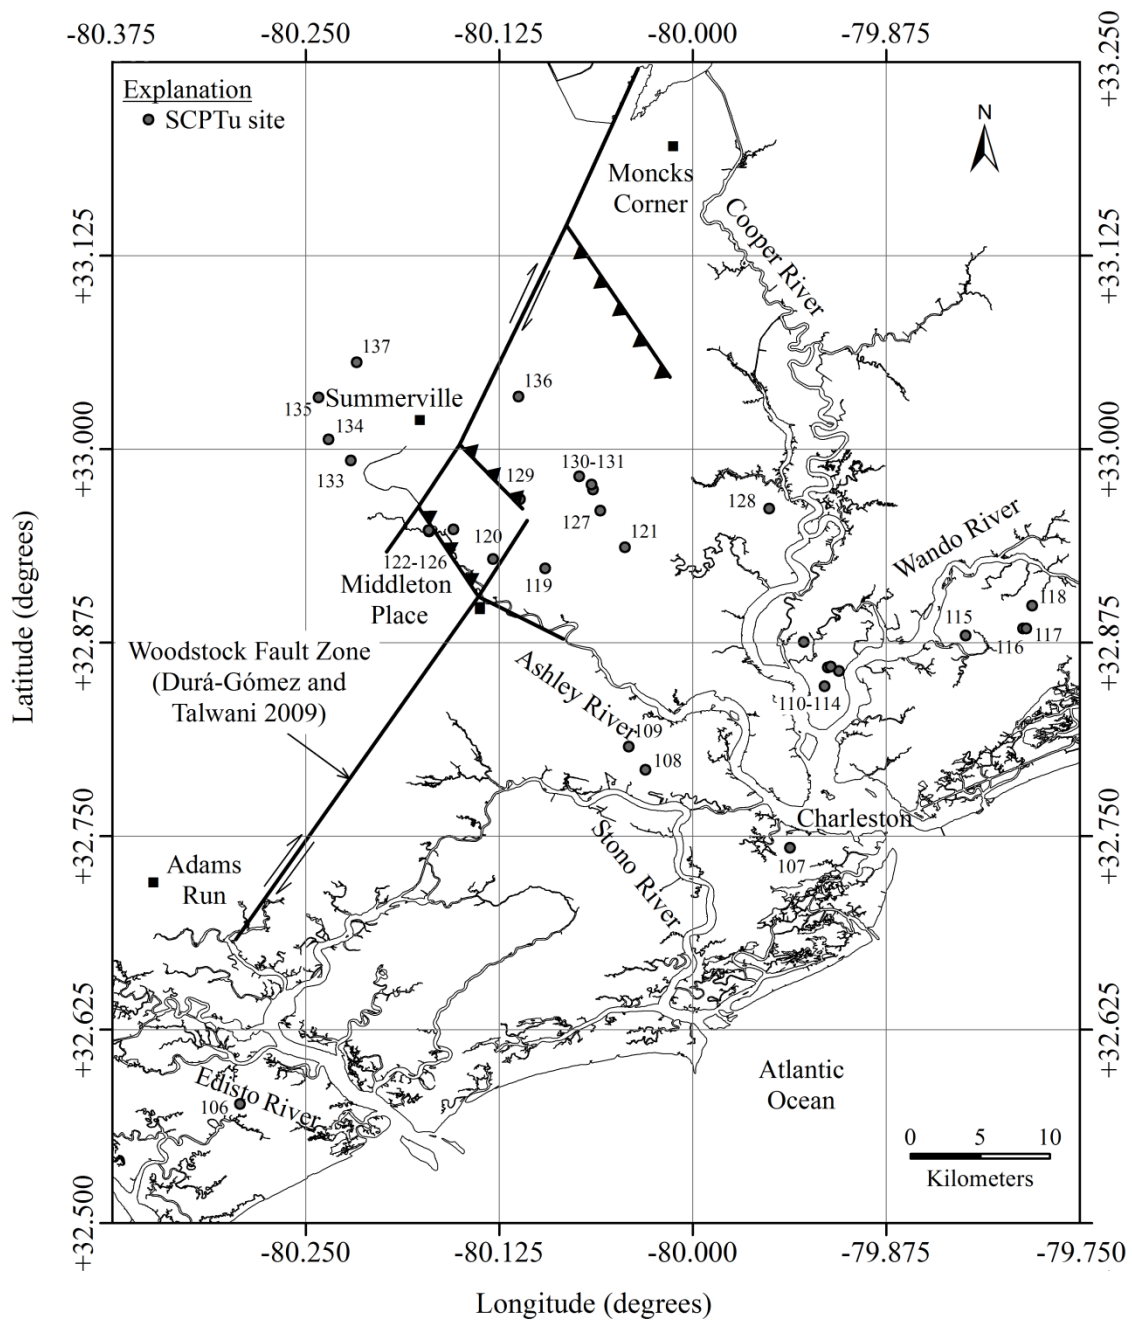 -80.375
-80.250
-80.125
-80.000
-79.875
+33.250
Explanation
SCPTu site
N
Moncks
Corner
Cooper River
+33.125
+33.125
137
136
135
Summerville
134
133
+33.000
+33.000
129
130-131
127
128
121
120
122-126
119
Wando River
Middleton
Place
118
115
116
117
+32.875
+32.875
Woodstock Fault Zone
(Durá-Gómez and
Talwani 2009)
Ashley River
110-114
109
108
Latitude (degrees)
Stono River
Charleston
107
+32.750
+32.750
Adams
Run
+32.625
+32.625
Edisto River
106
Atlantic
Ocean
0 5 10
Kilometers
+32.500
+32.500
-80.250
-80.125
-80.000
-79.875
-79.750
Longitude (degrees)